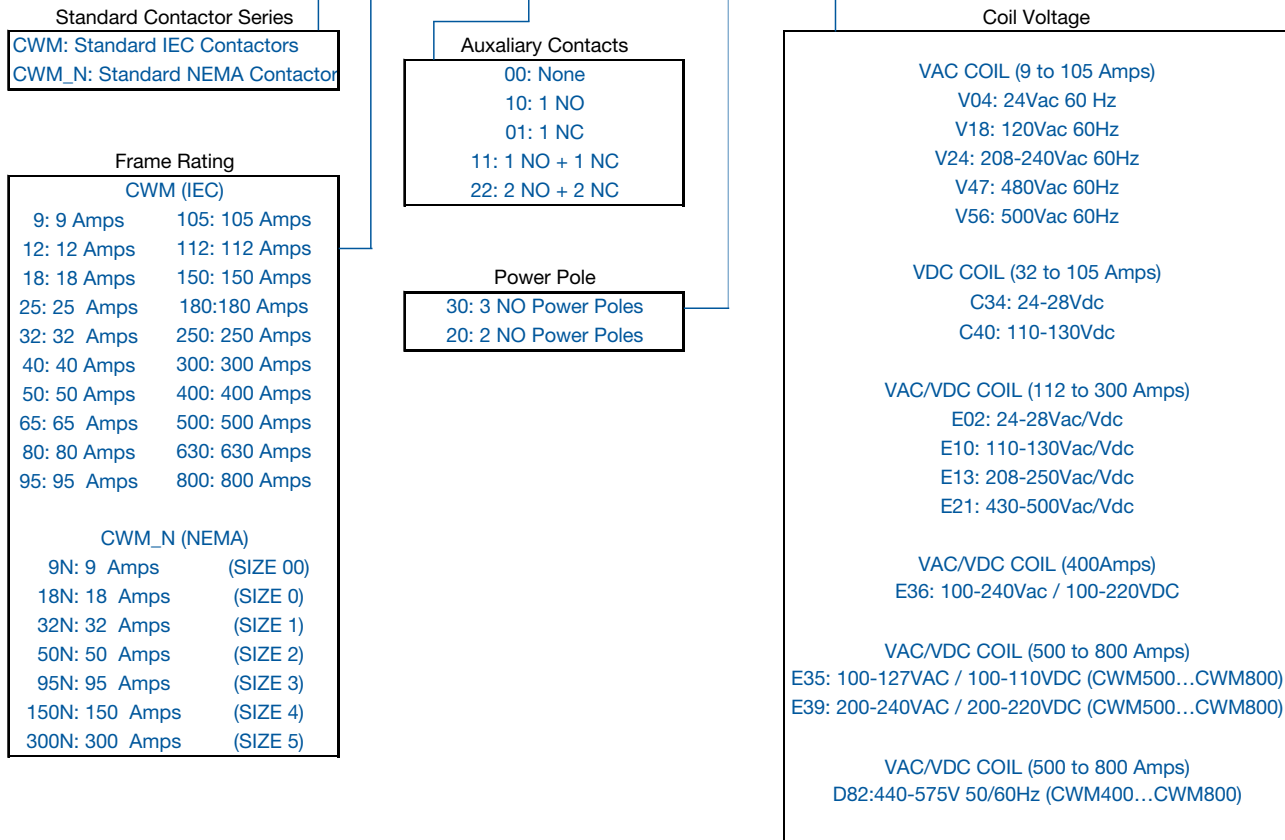 Standard Contactor Series
CWM: Standard IEC Contactors
CWM_N: Standard NEMA Contactor
Frame Rating
CWM (IEC)
9: 9 Amps 105: 105 Amps
12: 12 Amps 112: 112 Amps
18: 18 Amps 150: 150 Amps
25: 25 Amps 180:180 Amps
32: 32 Amps 250: 250 Amps
40: 40 Amps 300: 300 Amps
50: 50 Amps 400: 400 Amps
65: 65 Amps 500: 500 Amps
80: 80 Amps 630: 630 Amps
95: 95 Amps 800: 800 Amps
CWM_N (NEMA)
9N: 9 Amps (SIZE 00)
18N: 18 Amps (SIZE 0)
32N: 32 Amps (SIZE 1)
50N: 50 Amps (SIZE 2)
95N: 95 Amps (SIZE 3)
150N: 150 Amps (SIZE 4)
300N: 300 Amps (SIZE 5)
Auxaliary Contacts
00: None
10: 1 NO
01: 1 NC
11: 1 NO + 1 NC
22: 2 NO + 2 NC
Power Pole
30: 3 NO Power Poles
20: 2 NO Power Poles
Coil Voltage
VAC COIL (9 to 105 Amps)
V04: 24Vac 60 Hz
V18: 120Vac 60Hz
V24: 208-240Vac 60Hz
V47: 480Vac 60Hz
V56: 500Vac 60Hz
VDC COIL (32 to 105 Amps)
C34: 24-28Vdc
C40: 110-130Vdc
VAC/VDC COIL (112 to 300 Amps)
E02: 24-28Vac/Vdc
E10: 110-130Vac/Vdc
E13: 208-250Vac/Vdc
E21: 430-500Vac/Vdc
VAC/VDC COIL (400Amps)
E36: 100-240Vac / 100-220VDC
VAC/VDC COIL (500 to 800 Amps)
E35: 100-127VAC / 100-110VDC (CWM500…CWM800)
E39: 200-240VAC / 200-220VDC (CWM500…CWM800)
VAC/VDC COIL (500 to 800 Amps)
D82:440-575V 50/60Hz (CWM400…CWM800)